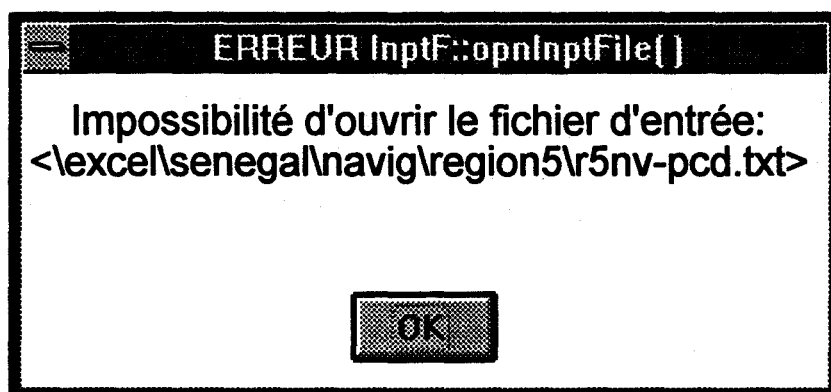 ERREUR InptF::opnInptFile()
Impossibilité d'ouvrir le fichier d'entrée:
<\excel\senegal\navig\region5\r5nv-pcd.txt>
OK